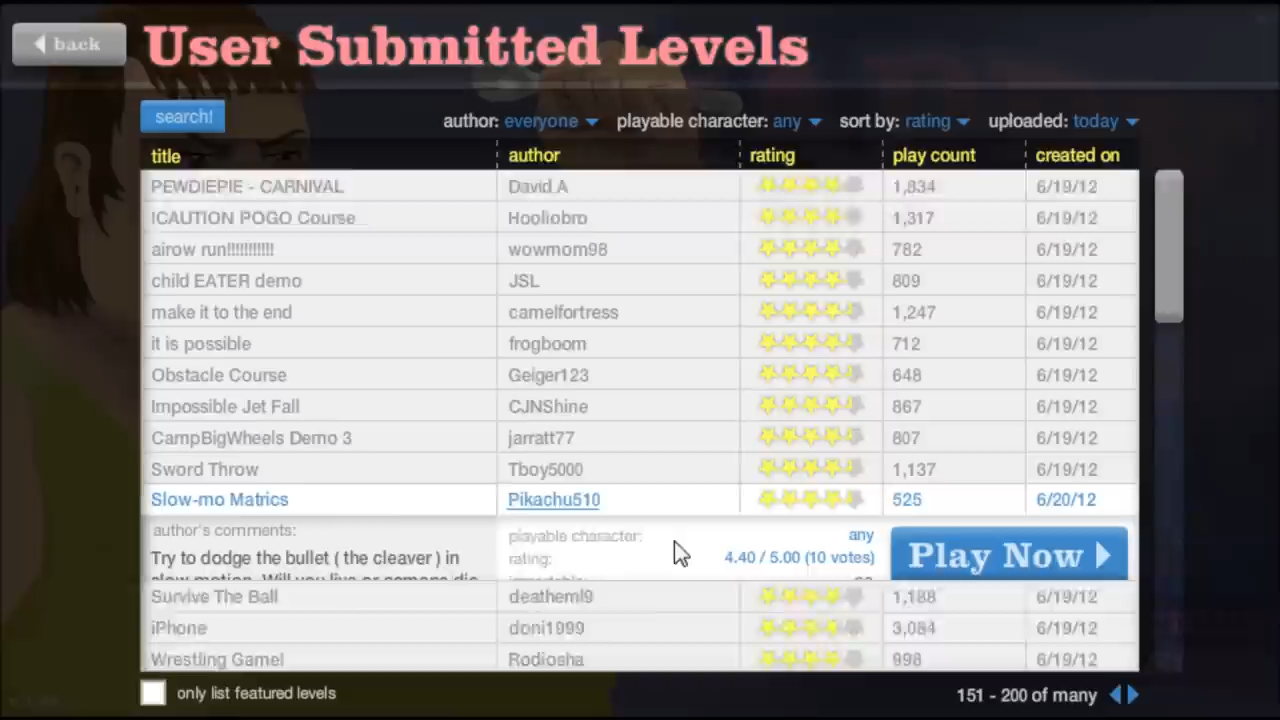 back
User Submitted Levels
search!
author: everyone playable character: any sort by: rating uploaded: today
title author rating play count created on
PEWDIEPIE - CARNIVAL David A 1,834 6/19/12
!CAUTION POGO Course Hooliobro 1,317 6/19/12
airow run!!!!!!!!!!! wowmom98 782 6/19/12
child EATER demo JSL 809 6/19/12
make it to the end camelfortress 1,247 6/19/12
it is possible frogboom 712 6/19/12
Obstacle Course Geiger123 648 6/19/12
Impossible Jet Fall CJNShine 867 6/19/12
CampBigWheels Demo 3 jarratt77 807 6/19/12
Sword Throw Tboy5000 1,137 6/19/12
Slow-mo Matrics Pikachu510 525 6/20/12
author's comments: playable character: any
Try to dodge the bullet ( the cleaver ) in rating: 4.40 / 5.00 (10 votes)
Play Now
slow motion. Will you live or
Survive The Ball deatheml9 1,188 6/19/12
iPhone doni1999 3,084 6/19/12
Wrestling Game! Rodiosha 998 6/19/12
only list featured levels 151 - 200 of many